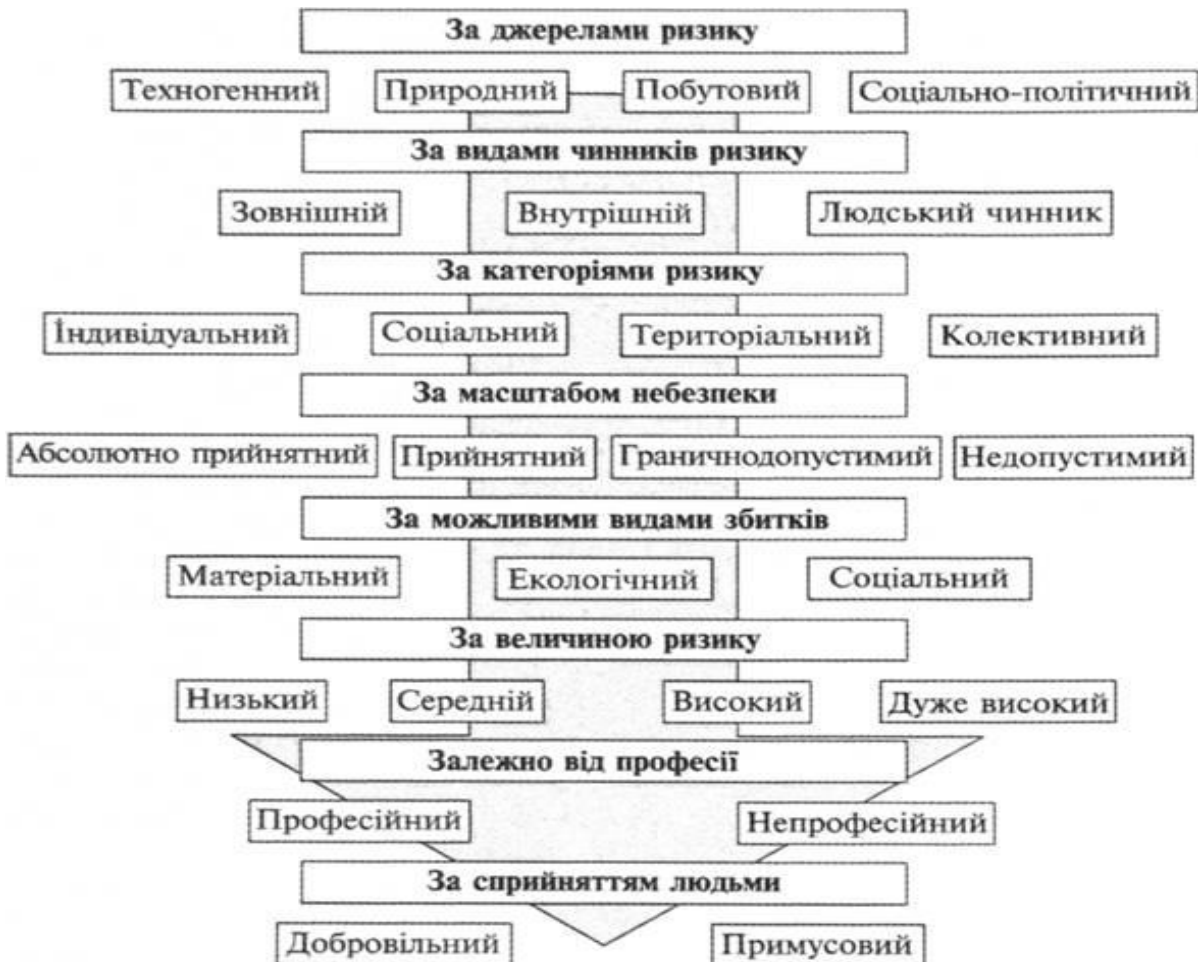 За джерелами ризику
Техногенний Природний Побутовий Соціально-політичний
За видами чинників ризику
Зовнішній Внутрішній Людський чинник
За категоріями ризику
Індивідуальний Соціальний Територіальний Колективний
За масштабом небезпеки
Абсолютно прийнятний Прийнятний Граничнодопустимий Недопустимий
За можливими видами збитків
Матеріальний Екологічний Соціальний
За величиною ризику
Низький Середній Високий Дуже високий
Залежно від професії
Професійний Непрофесійний
За сприйняттям людьми
Добровільний Примусовий